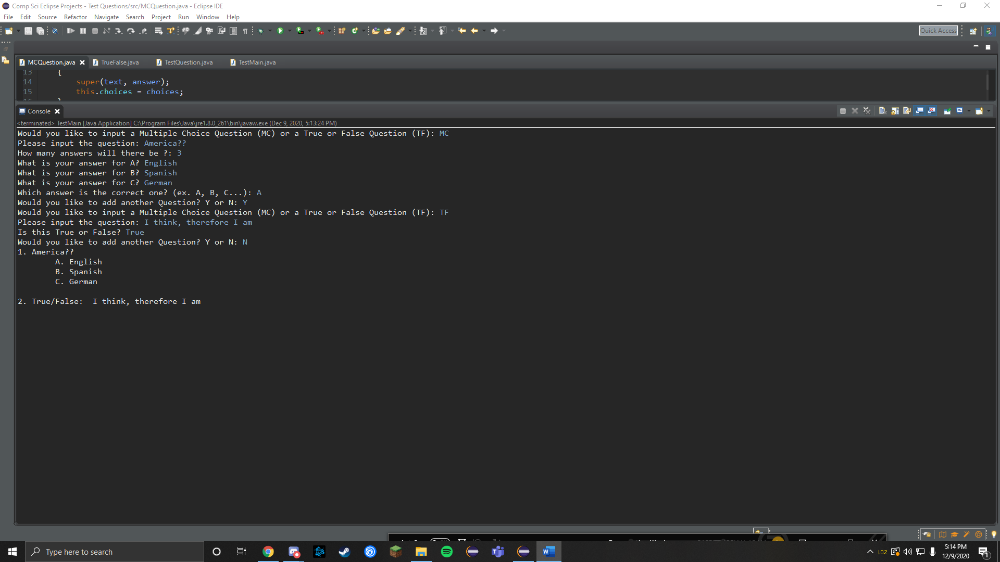 Comp Sci Eclipse Projects - Test Questions/src/MCQuestion.java - Eclipse IDE
File Edit Source Refactor Navigate Search Project Run Window Help
Quick Access
MCQuestion.java TrueFalse.java TestQuestion.java TestMain.java
13 {
14 super(text, answer);
15 this.choices = choices;
Console
<terminated> TestMain [Java Application] C:\Program Files\Java\jre1.8.0_261\bin\javaw.exe (Dec 9, 2020, 5:13:24 PM)
Would you like to input a Multiple Choice Question (MC) or a True or False Question (TF): MC
Please input the question: America??
How many answers will there be ?: 3
What is your answer for A? English
What is your answer for B? Spanish
What is your answer for C? German
Which answer is the correct one? (ex. A, B, C...): A
Would you like to add another Question? Y or N: Y
Would you like to input a Multiple Choice Question (MC) or a True or False Question (TF): TF
Please input the question: I think, therefore I am
Is this True or False? True
Would you like to add another Question? Y or N: N
1. America??
A. English
B. Spanish
C. German
2. True/False:  I think, therefore I am
Type here to search
5:14 PM
12/9/2020
1